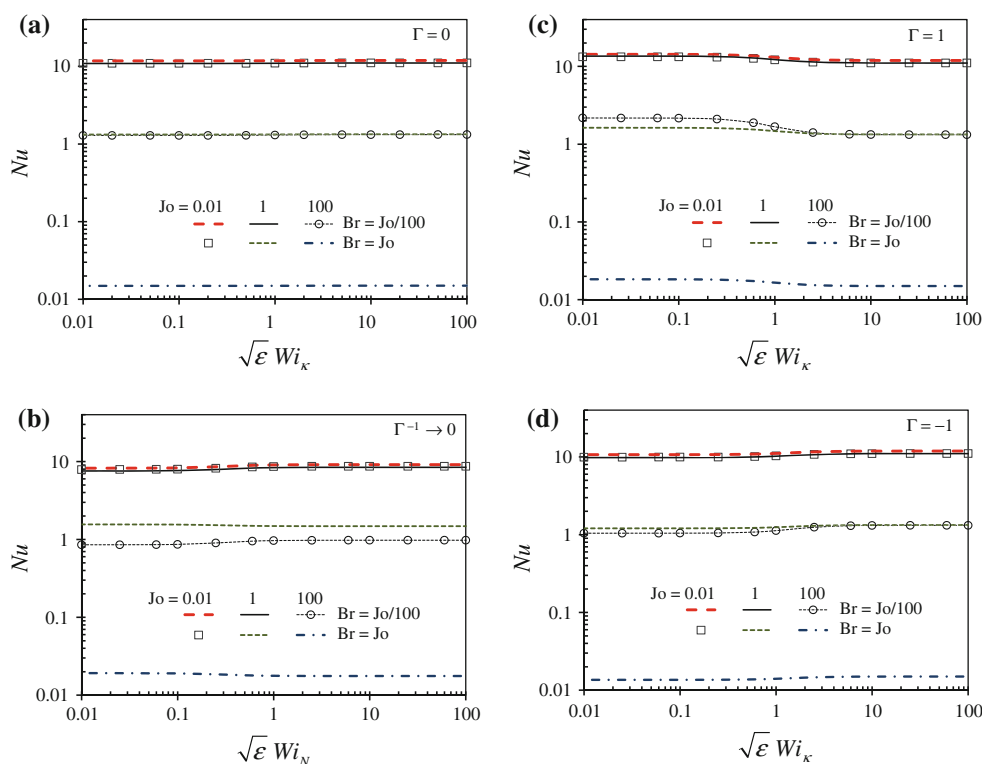 (a)
Γ = 0
10
1
0.1
0.01
Nu
Jo = 0.01 1 100
Br = Jo/100
Br = Jo
0.01 0.1 1 10 100
√ε Wi_κ
(c)
Γ = 1
10
1
0.1
0.01
Nu
Jo = 0.01 1 100
Br = Jo/100
Br = Jo
0.01 0.1 1 10 100
√ε Wi_κ
(b)
Γ⁻¹ → 0
10
1
0.1
0.01
Nu
Jo = 0.01 1 100
Br = Jo/100
Br = Jo
0.01 0.1 1 10 100
√ε Wi_N
(d)
Γ = −1
10
1
0.1
0.01
Nu
Jo = 0.01 1 100
Br = Jo/100
Br = Jo
0.01 0.1 1 10 100
√ε Wi_κ